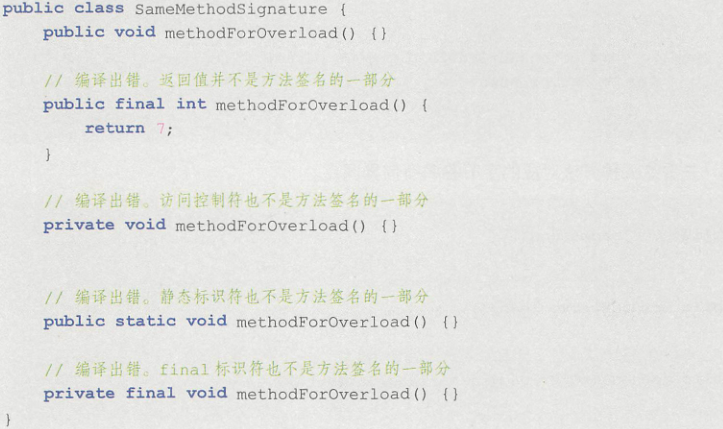 public class SameMethodSignature {
public void methodForOverload() {}
// 编译出错。返回值并不是方法签名的一部分
public final int methodForOverload() {
return 7;
}
// 编译出错。访问控制符也不是方法签名的一部分
private void methodForOverload() {}
// 编译出错。静态标识符也不是方法签名的一部分
public static void methodForOverload() {}
// 编译出错。final 标识符也不是方法签名的一部分
private final void methodForOverload() {}
}